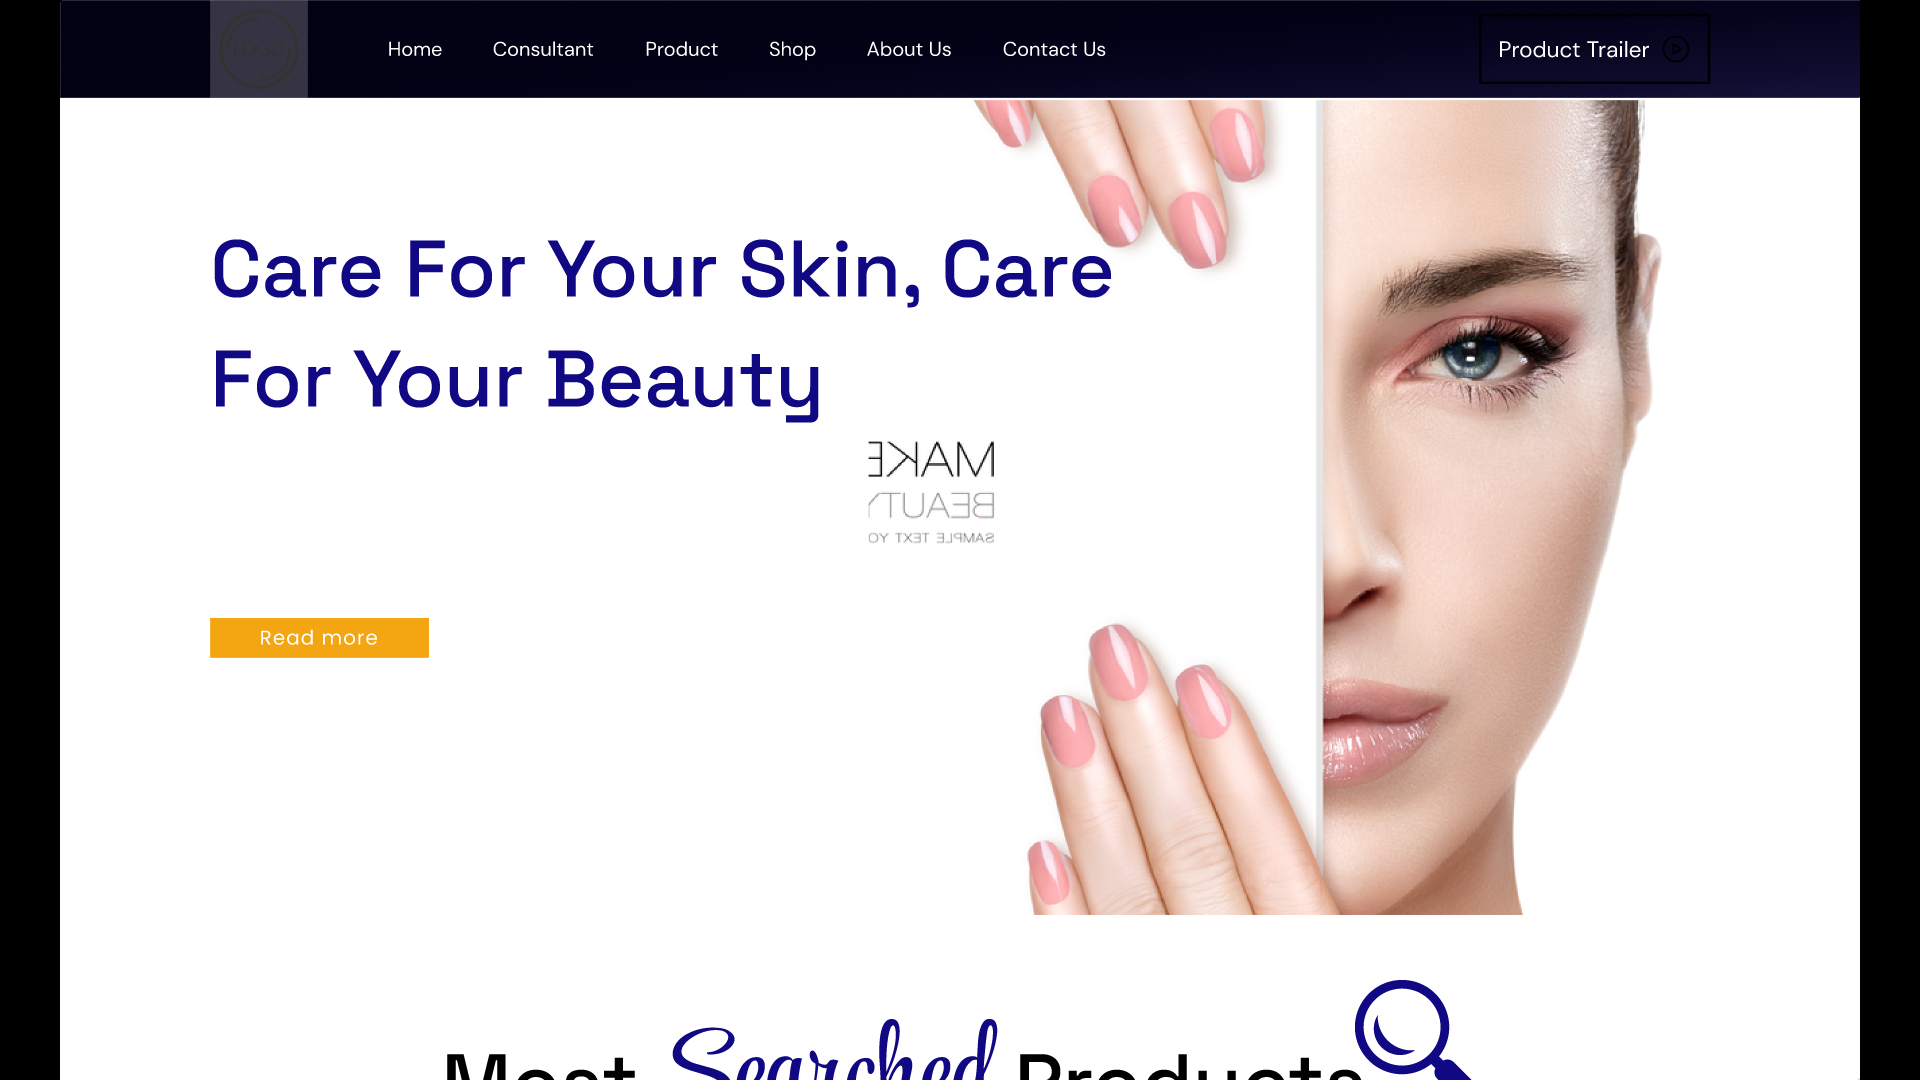 Home
Consultant
Product
Shop
About Us
Contact Us
Product Trailer
Care For Your Skin, Care
For Your Beauty
MAKE
BEAUTY
SAMPLE TEXT YO
Read more
Most Searched Products